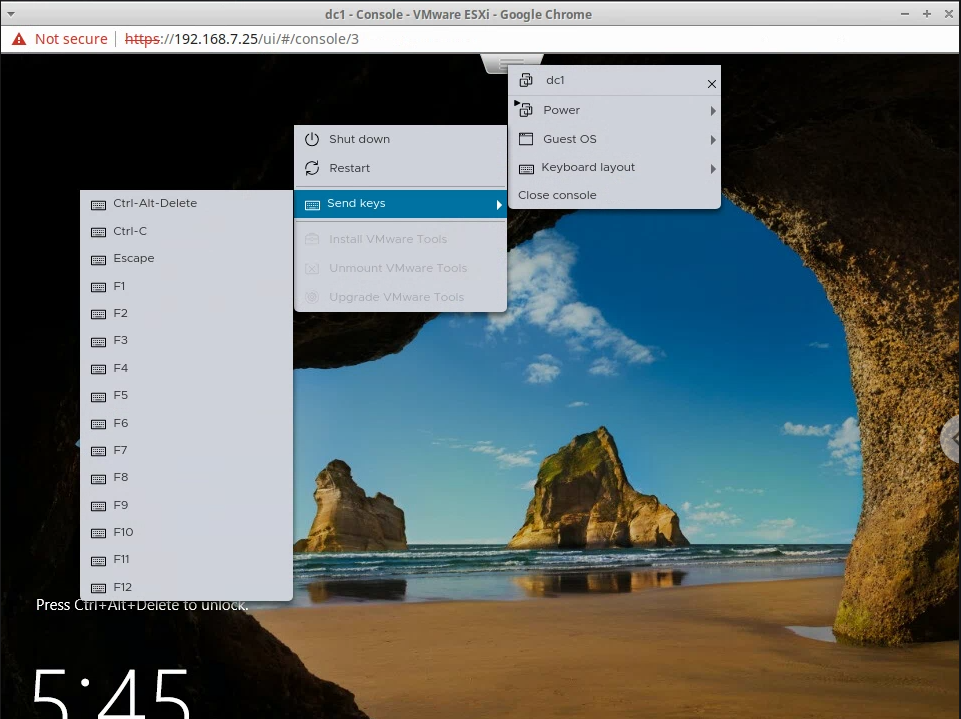 dc1 - Console - VMware ESXi - Google Chrome
Not secure | https://192.168.7.25/ui/#/console/3
dc1
Power
Guest OS
Keyboard layout
Close console
Shut down
Restart
Send keys
Install VMware Tools
Unmount VMware Tools
Upgrade VMware Tools
Ctrl-Alt-Delete
Ctrl-C
Escape
F1
F2
F3
F4
F5
F6
F7
F8
F9
F10
F11
F12
Press Ctrl+Alt+Delete to unlock.
5:45